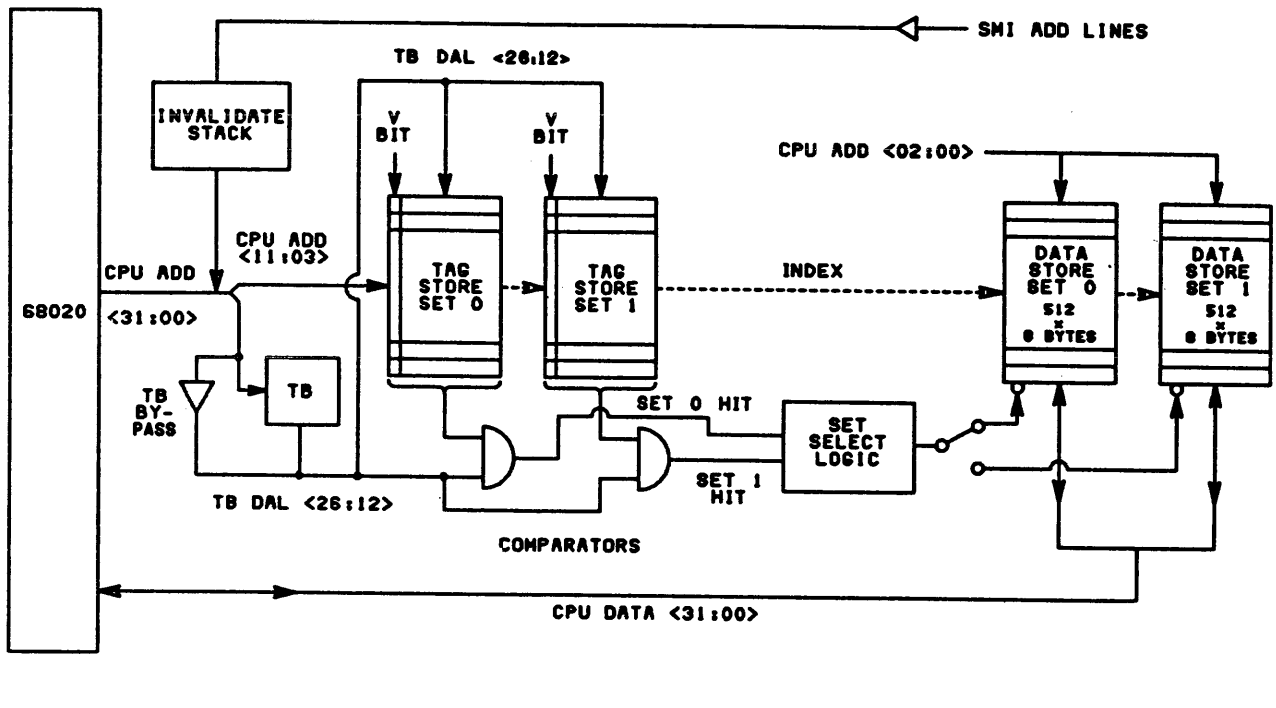 SMI ADD LINES
TB DAL <26:12>
INVALIDATE
STACK
V
BIT
V
BIT
CPU ADD <02:00>
CPU ADD
<11:03>
CPU ADD
<31:00>
68020
TAG
STORE
SET 0
TAG
STORE
SET 1
INDEX
DATA
STORE
SET 0
512
x
8 BYTES
DATA
STORE
SET 1
512
x
8 BYTES
TB
BY-
PASS
TB
SET 0 HIT
SET
SELECT
LOGIC
SET 1
HIT
TB DAL <26:12>
COMPARATORS
CPU DATA <31:00>